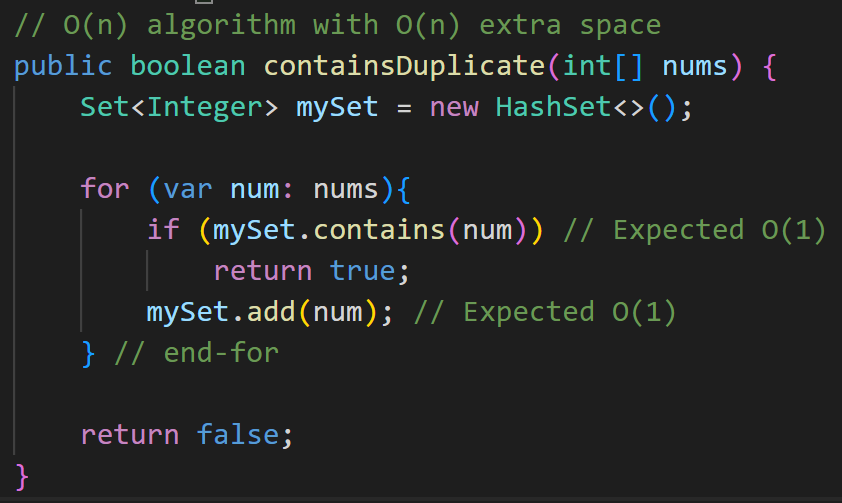 // O(n) algorithm with O(n) extra space
public boolean containsDuplicate(int[] nums) {
    Set<Integer> mySet = new HashSet<>();

    for (var num: nums){
        if (mySet.contains(num)) // Expected O(1)
            return true;
        mySet.add(num); // Expected O(1)
    } // end-for

    return false;
}